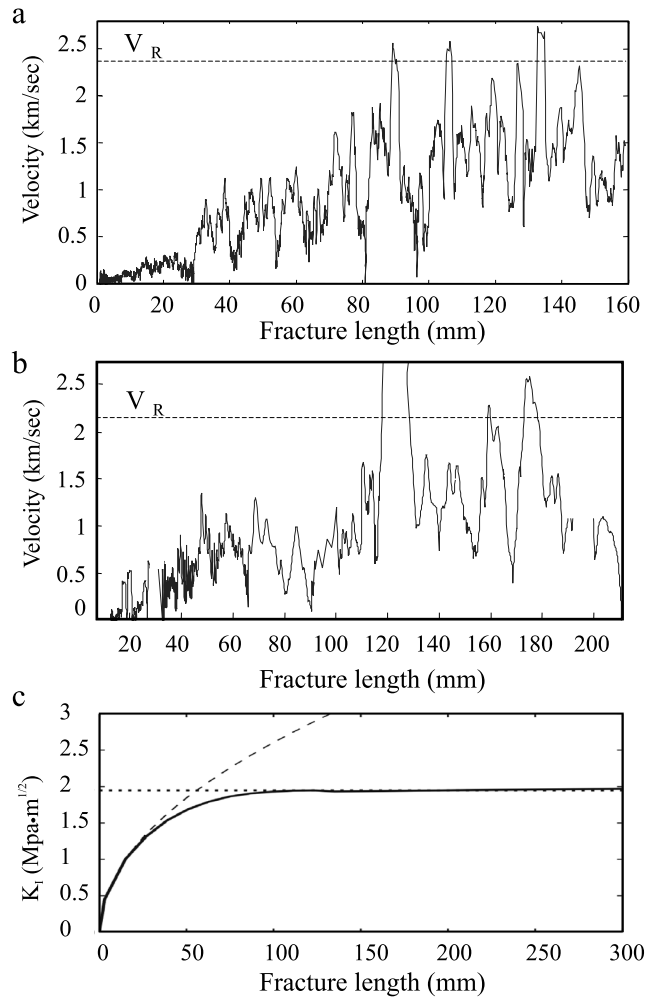 a
2.5
2
1.5
1
0.5
0
V R
Velocity (km/sec)
0 20 40 60 80 100 120 140 160
Fracture length (mm)
b
2.5
2
1.5
1
0.5
0
V R
Velocity (km/sec)
20 40 60 80 100 120 140 160 180 200
Fracture length (mm)
c
3
2.5
2
1.5
1
0.5
0
K_I (Mpa•m^1/2)
0 50 100 150 200 250 300
Fracture length (mm)